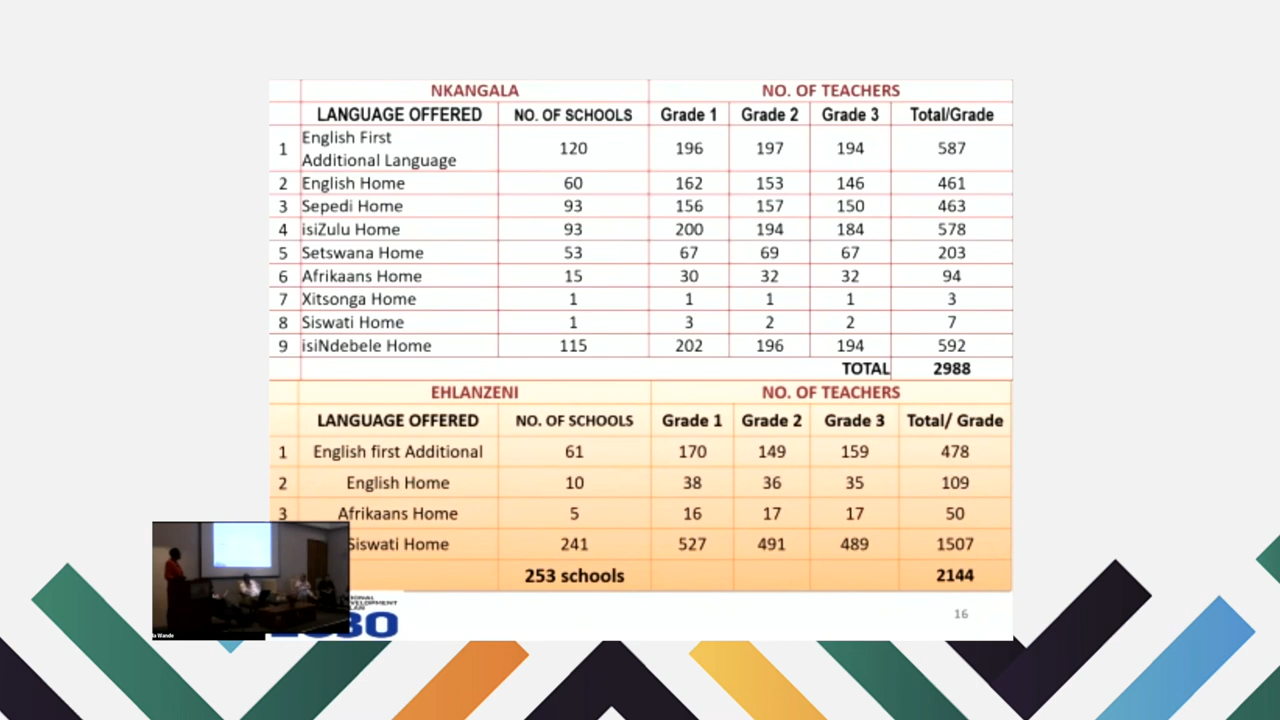 NKANGALA NO. OF TEACHERS
LANGUAGE OFFERED NO. OF SCHOOLS Grade 1 Grade 2 Grade 3 Total/Grade
1 English First Additional Language 120 196 197 194 587
2 English Home 60 162 153 146 461
3 Sepedi Home 93 156 157 150 463
4 isiZulu Home 93 200 194 184 578
5 Setswana Home 53 67 69 67 203
6 Afrikaans Home 15 30 32 32 94
7 Xitsonga Home 1 1 1 1 3
8 Siswati Home 1 3 2 2 7
9 isiNdebele Home 115 202 196 194 592
TOTAL 2988
EHLANZENI NO. OF TEACHERS
LANGUAGE OFFERED NO. OF SCHOOLS Grade 1 Grade 2 Grade 3 Total/ Grade
1 English first Additional 61 170 149 159 478
2 English Home 10 38 36 35 109
3 Afrikaans Home 5 16 17 17 50
Siswati Home 241 527 491 489 1507
253 schools 2144
16